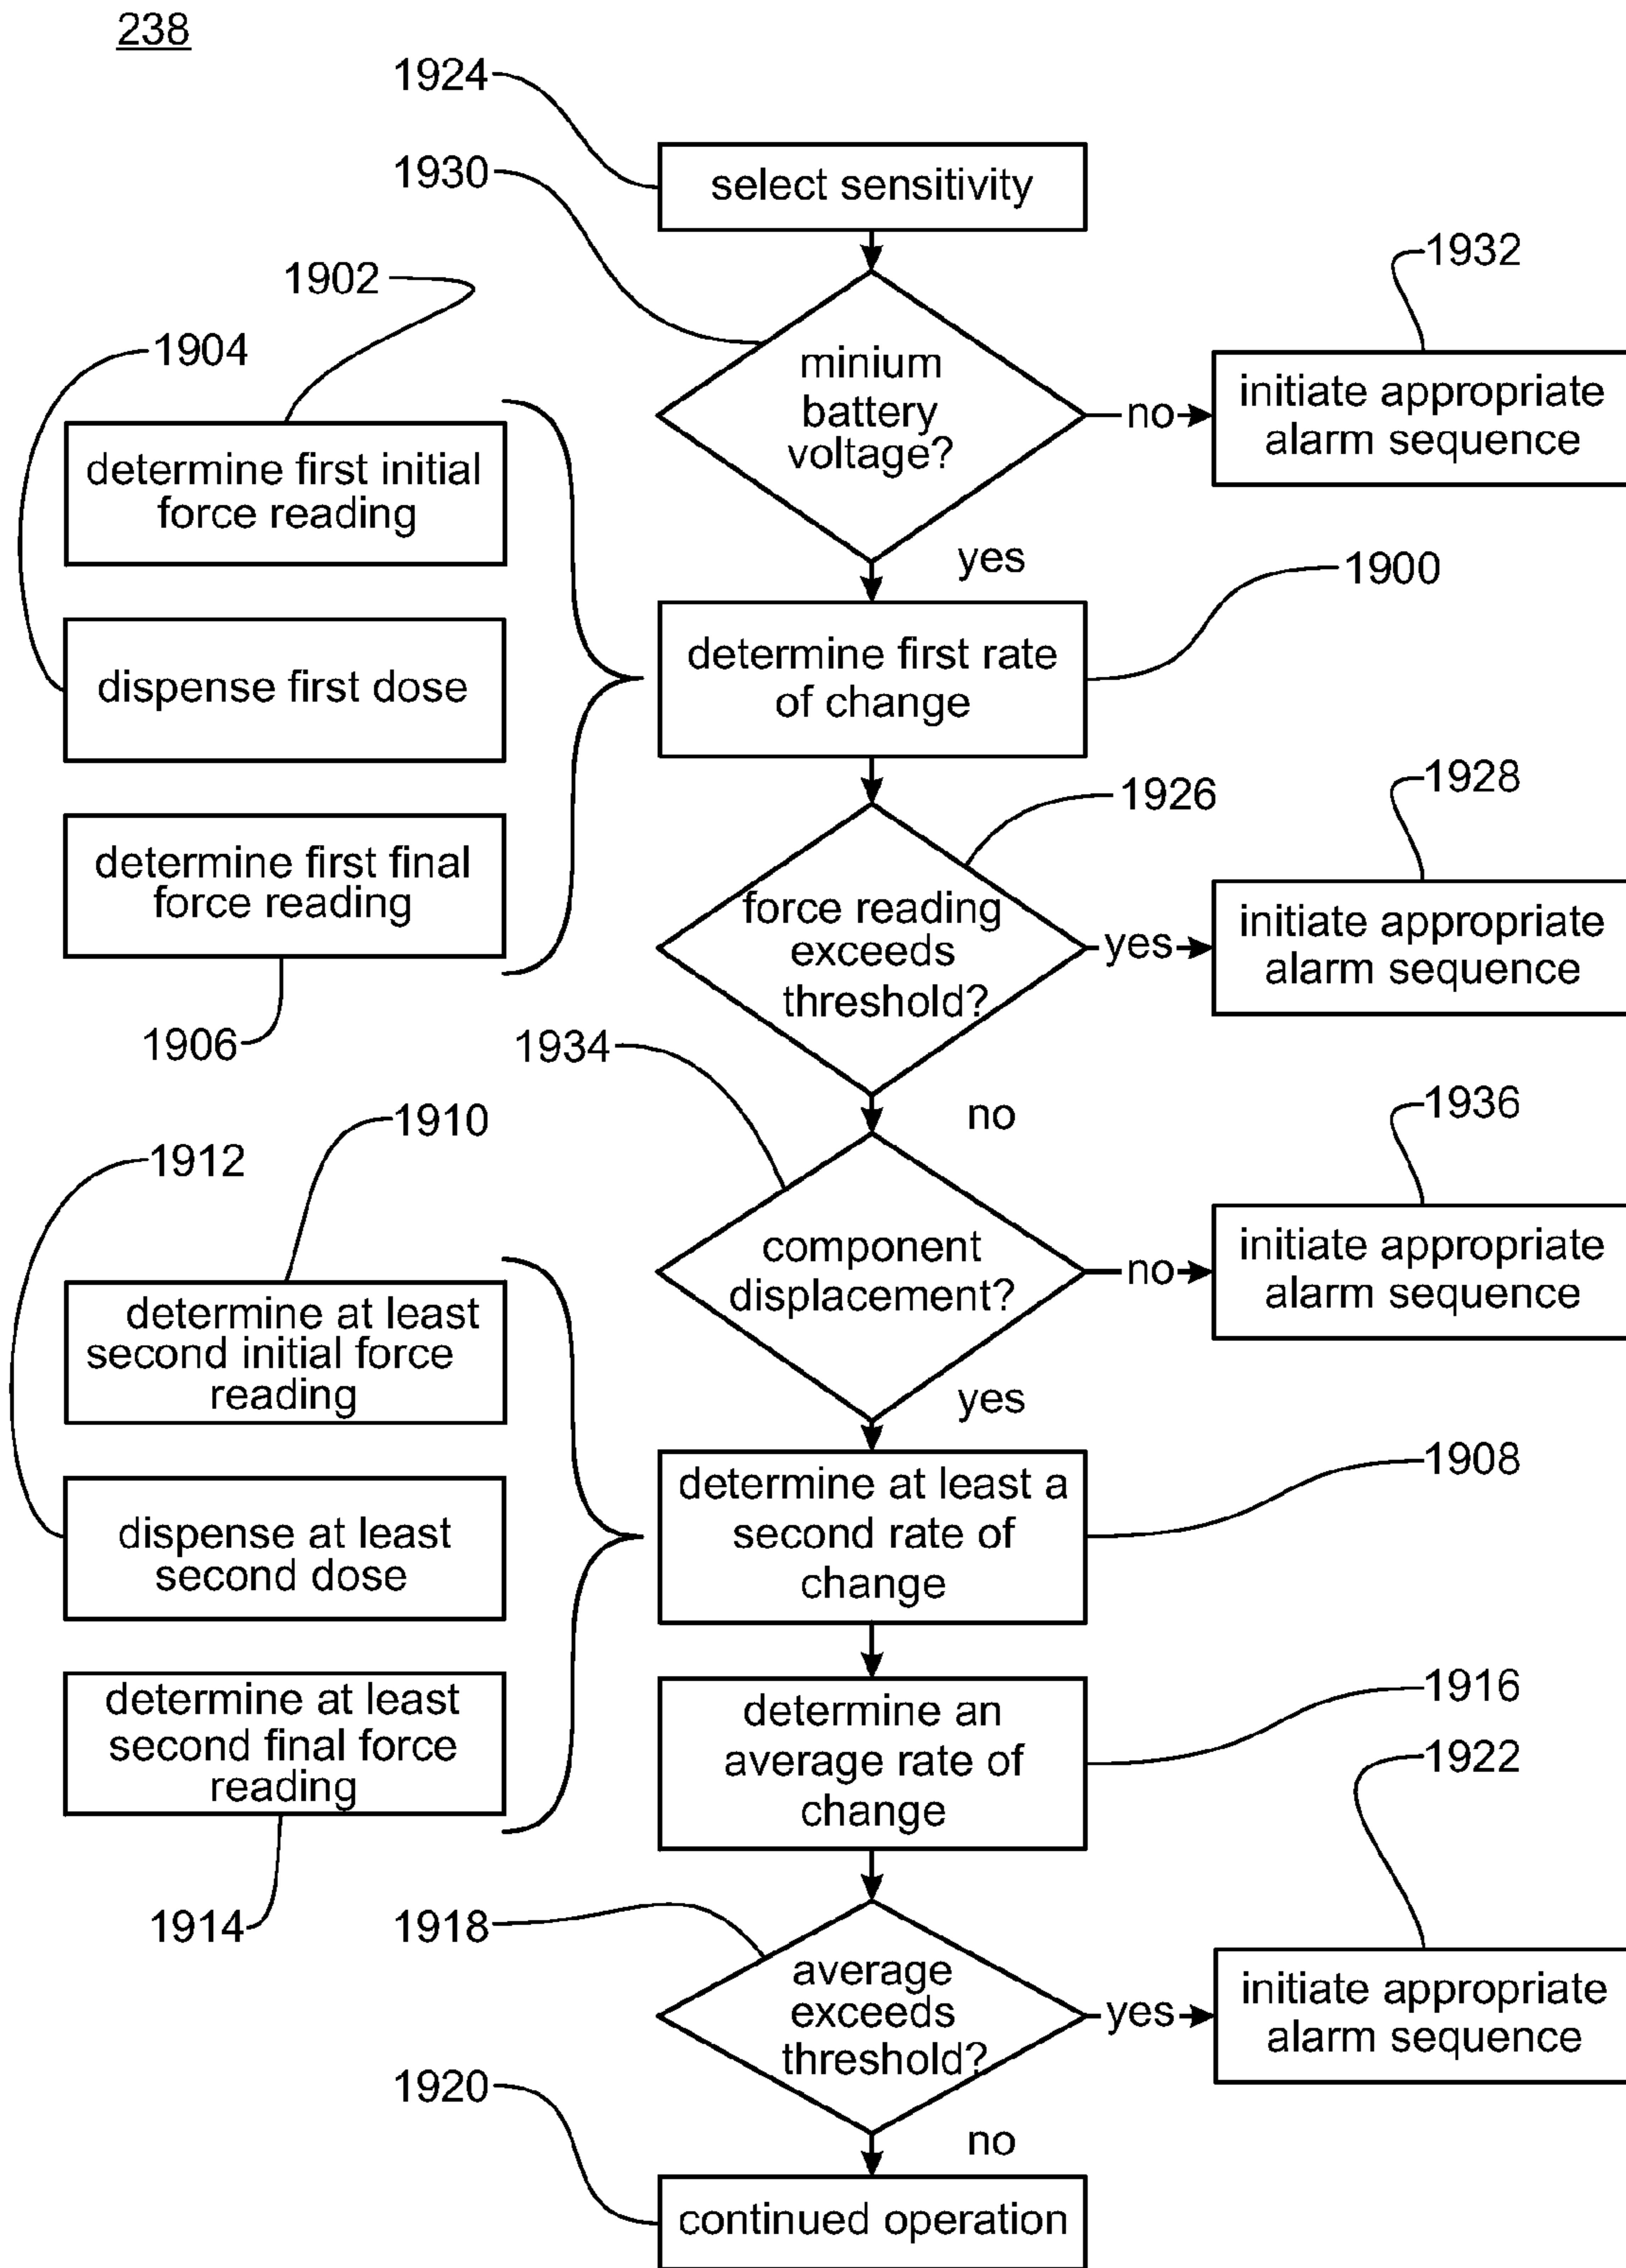 238
1924
select sensitivity
1930
1932
1902
minium
battery
voltage?
no
initiate appropriate
alarm sequence
1904
determine first initial
force reading
yes
1900
dispense first dose
determine first rate
of change
1926
1928
determine first final
force reading
force reading
exceeds
threshold?
yes
initiate appropriate
alarm sequence
1906
1934
no
1936
1910
1912
component
displacement?
no
initiate appropriate
alarm sequence
determine at least
second initial force
reading
yes
1908
determine at least a
second rate of
change
dispense at least
second dose
1916
determine an
average rate of
change
determine at least
second final force
reading
1922
1914
1918
average
exceeds
threshold?
yes
initiate appropriate
alarm sequence
1920
no
continued operation